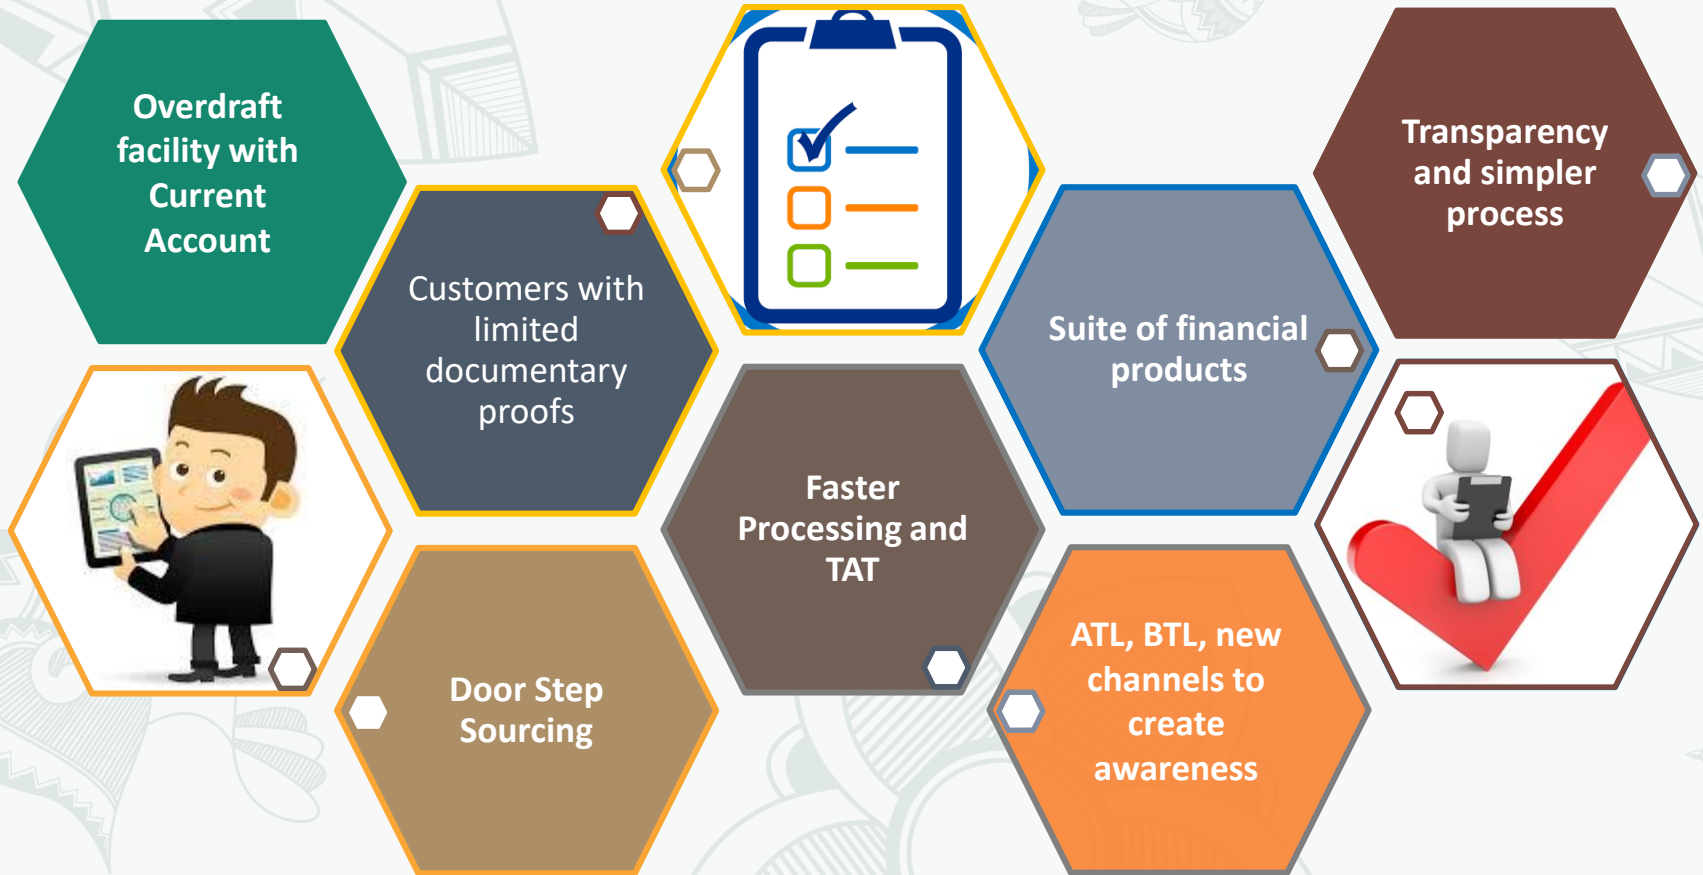 Overdraft
facility with
Current
Account
Customers with
limited
documentary
proofs
Door Step
Sourcing
Faster
Processing and
TAT
Suite of financial
products
ATL, BTL, new
channels to
create
awareness
Transparency
and simpler
process